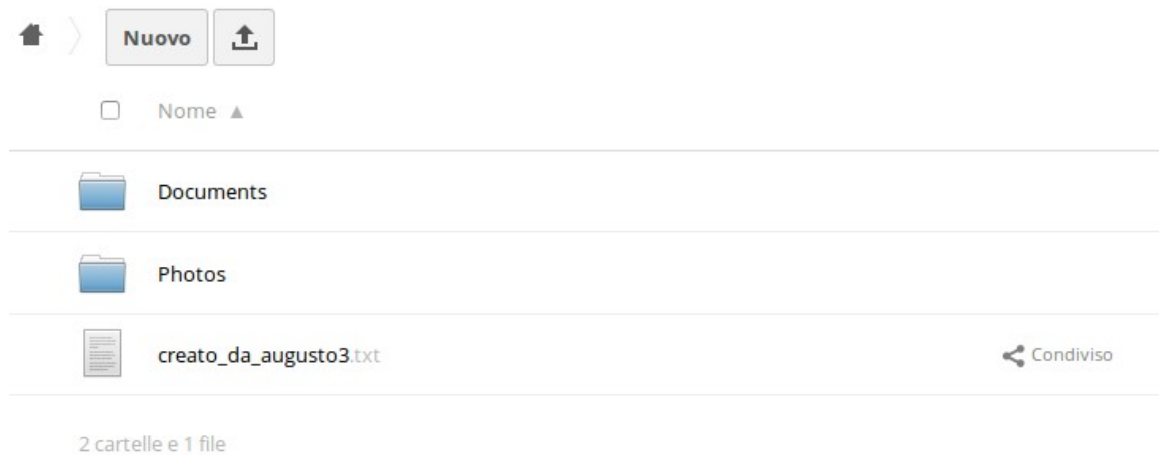 Nuovo
Nome ▲
Documents
Photos
creato_da_augusto3.txt Condiviso
2 cartelle e 1 file